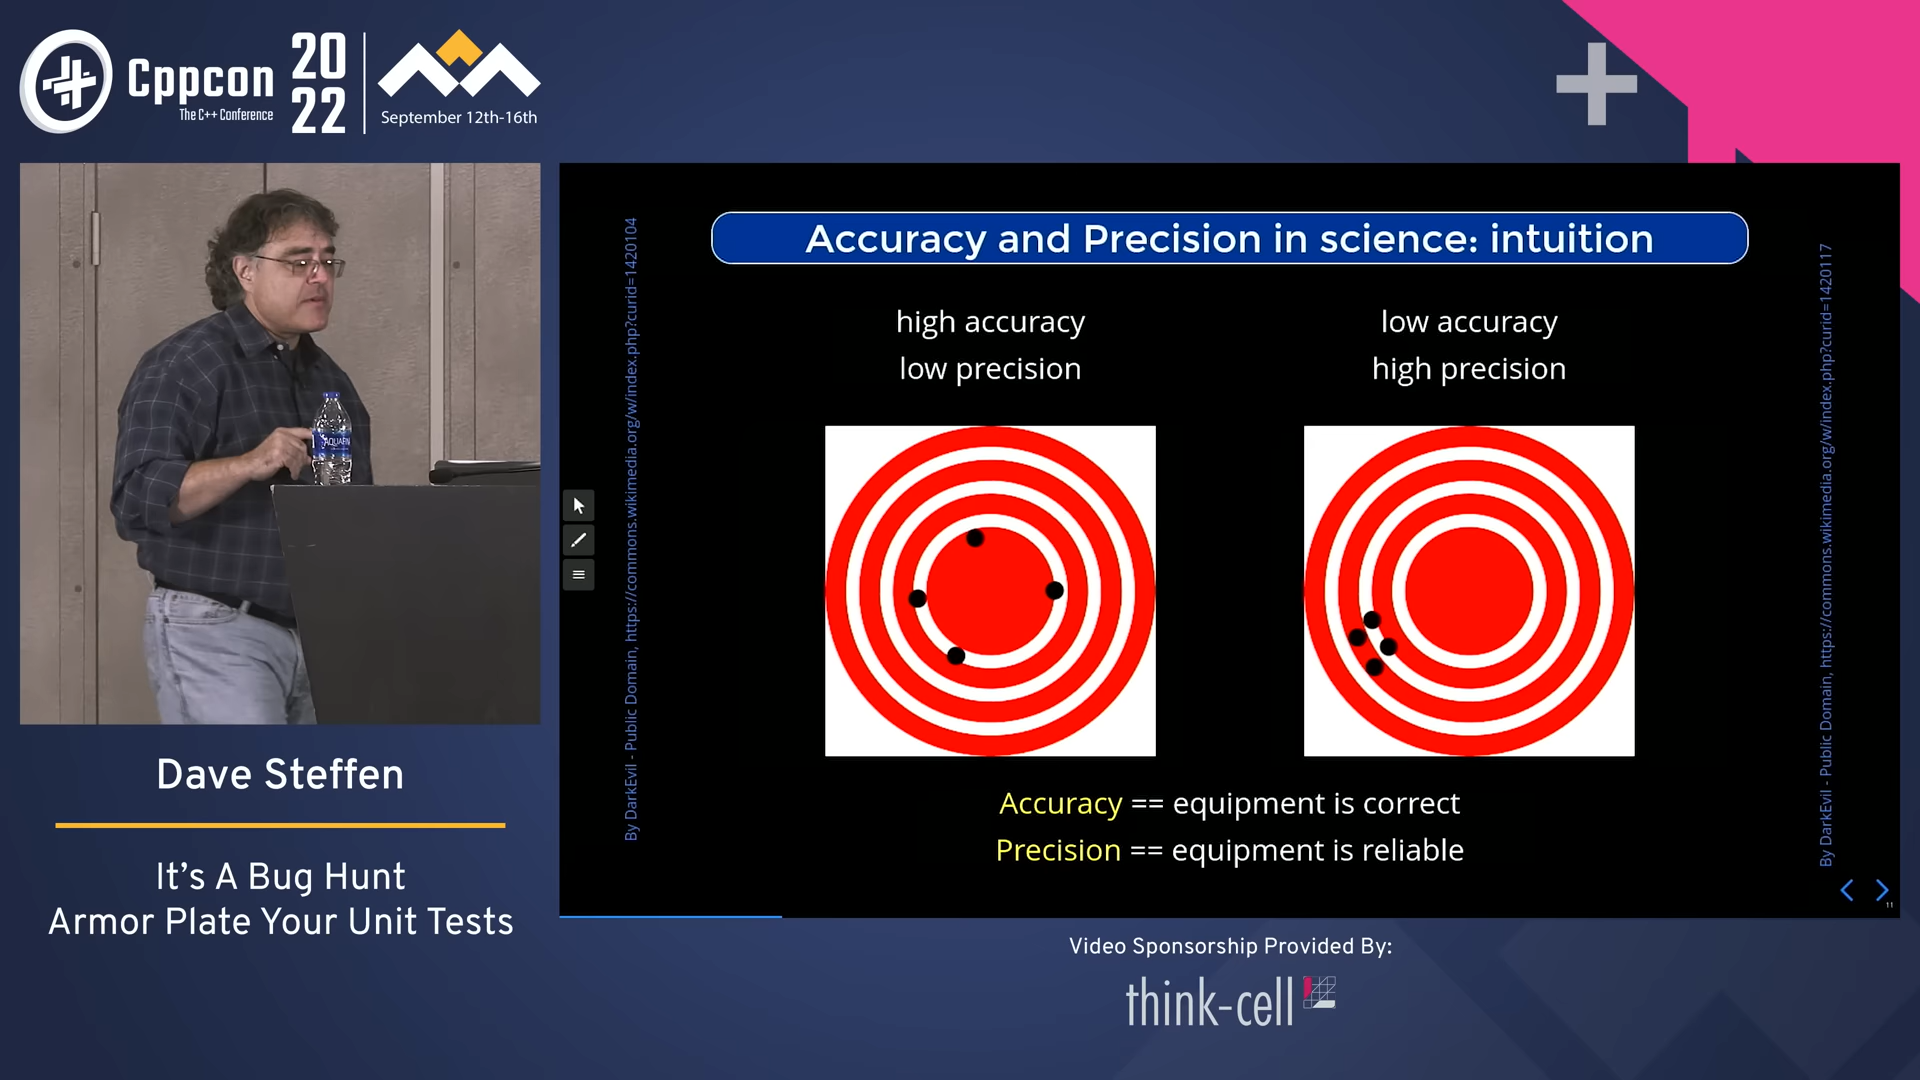 Cppcon
The C++ Conference
20
22
September 12th-16th
Accuracy and Precision in science: intuition
high accuracy
low precision
low accuracy
high precision
By DarkEvil - Public Domain, https://commons.wikimedia.org/w/index.php?curid=1420104
By DarkEvil - Public Domain, https://commons.wikimedia.org/w/index.php?curid=1420117
Accuracy == equipment is correct
Precision == equipment is reliable
11
Dave Steffen
It's A Bug Hunt
Armor Plate Your Unit Tests
Video Sponsorship Provided By:
think-cell